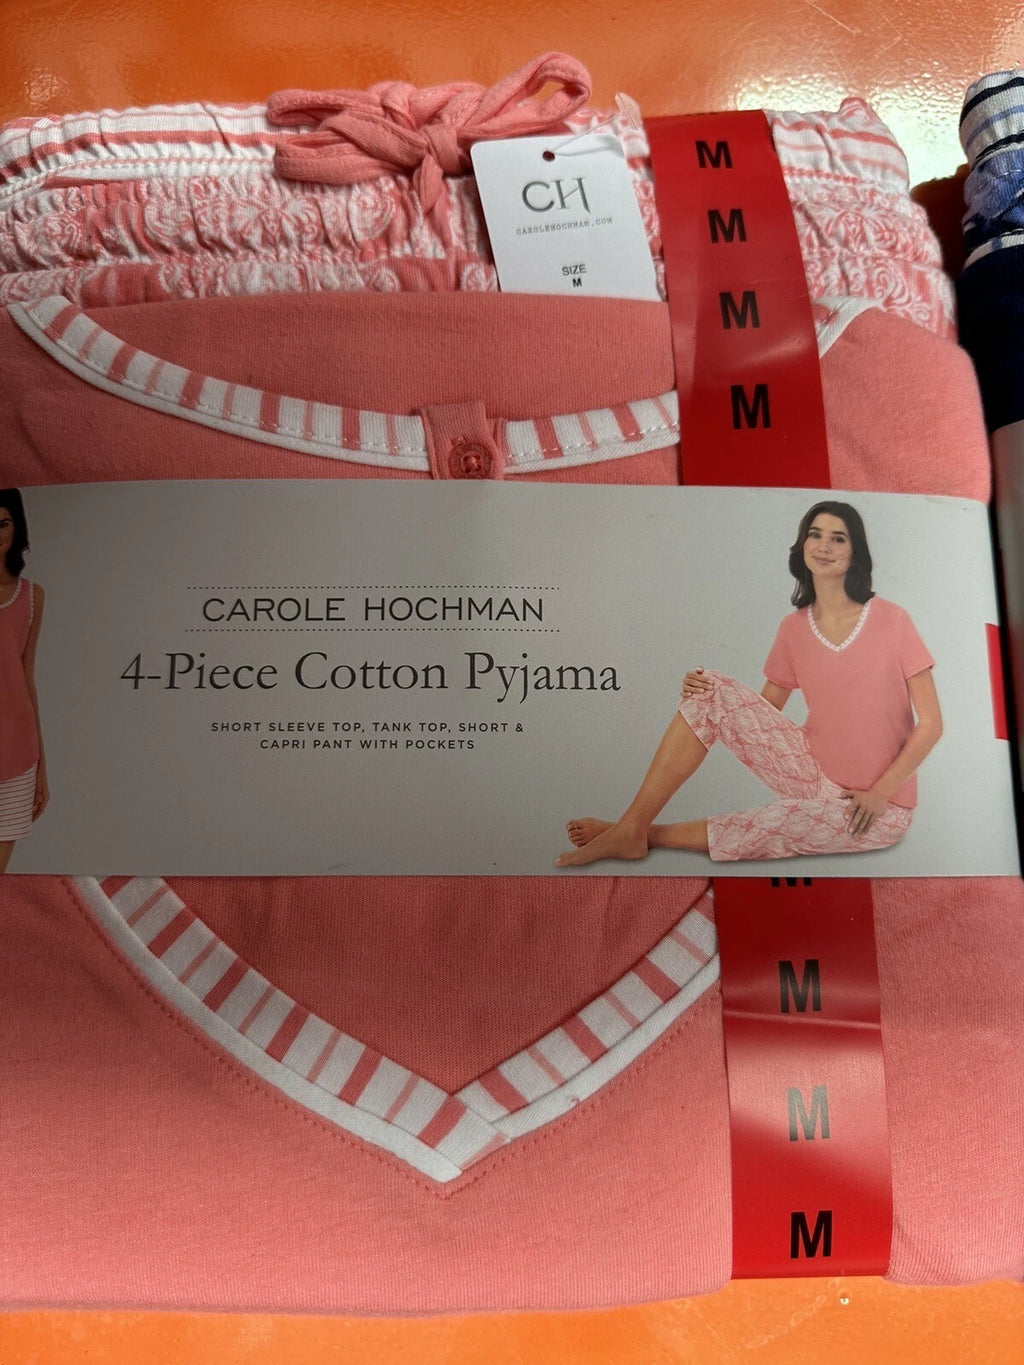 M
M
M
M
CH
CAROLEHOCHMAN.COM
SIZE
M
CAROLE HOCHMAN
4-Piece Cotton Pyjama
SHORT SLEEVE TOP, TANK TOP, SHORT &
CAPRI PANT WITH POCKETS
M
M
M
M